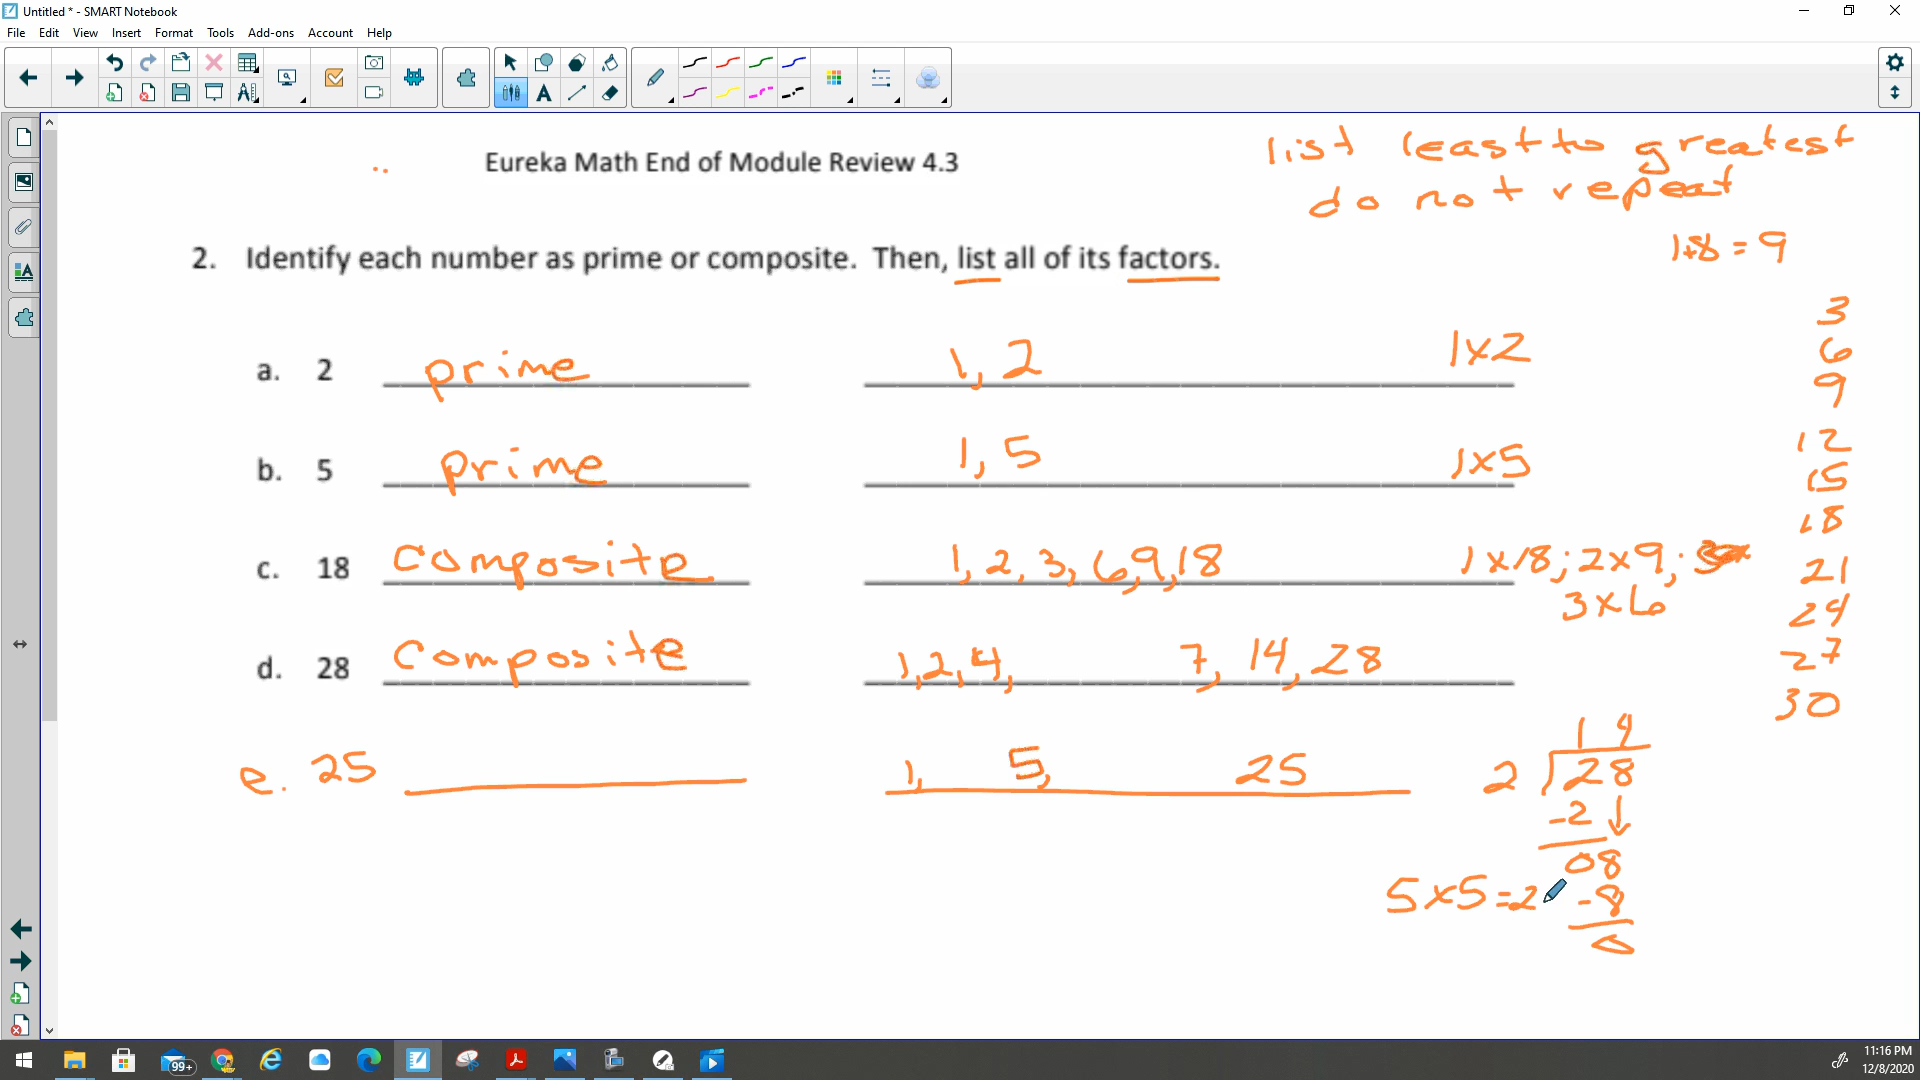 Untitled * - SMART Notebook
File Edit View Insert Format Tools Add-ons Account Help
list least to greatest
Eureka Math End of Module Review 4.3
do not repeat
1+8 = 9
2. Identify each number as prime or composite. Then, list all of its factors.
3
6
9
12
15
18
21
24
27
30
a. 2 prime 1, 2 1x2
b. 5 prime 1, 5 1x5
c. 18 composite 1, 2, 3, 6, 9, 18 1x18; 2x9;
3x6
d. 28 composite 1, 2, 4, 7, 14, 28
e. 25 1, 5, 25
14
2 28
-2
08
-8
0
5x5=2
99+
11:16 PM
12/8/2020